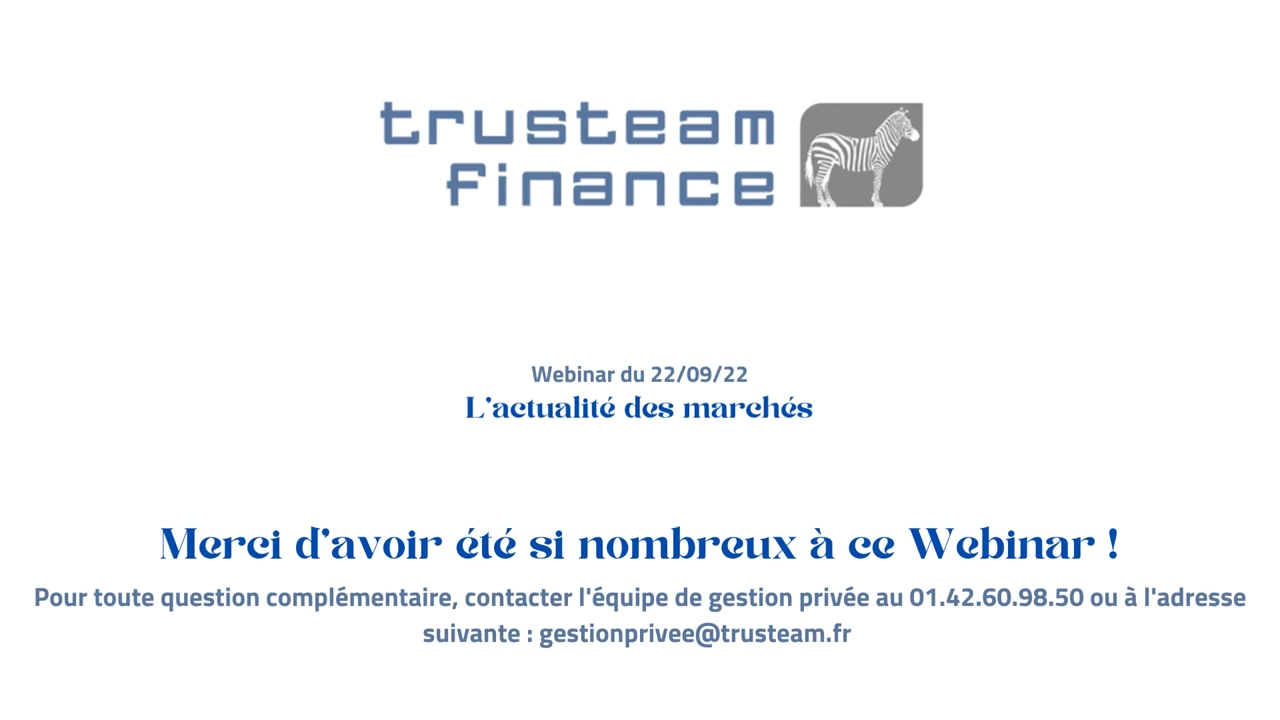 trusteam
finance
Webinar du 22/09/22
L'actualité des marchés
Merci d'avoir été si nombreux à ce Webinar !
Pour toute question complémentaire, contacter l'équipe de gestion privée au 01.42.60.98.50 ou à l'adresse
suivante : gestionprivee@trusteam.fr